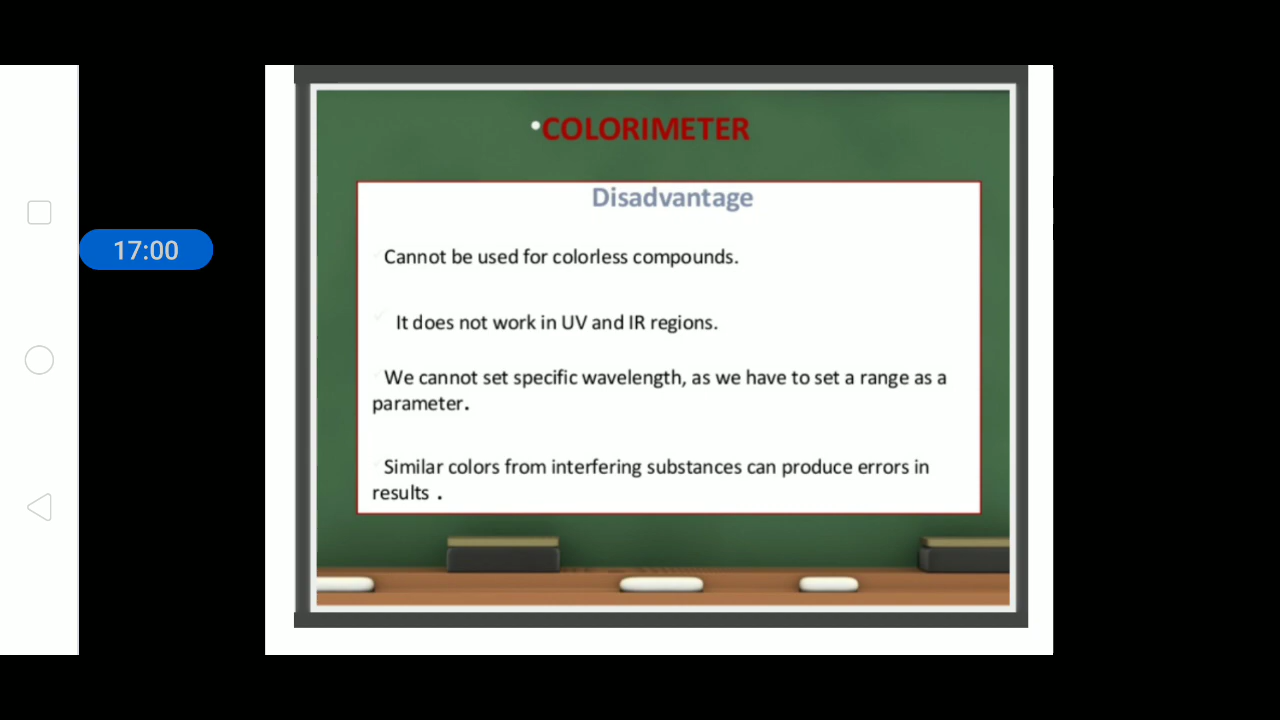 17:00
•COLORIMETER
Disadvantage
Cannot be used for colorless compounds.
✓ It does not work in UV and IR regions.
We cannot set specific wavelength, as we have to set a range as a
parameter.
Similar colors from interfering substances can produce errors in
results .